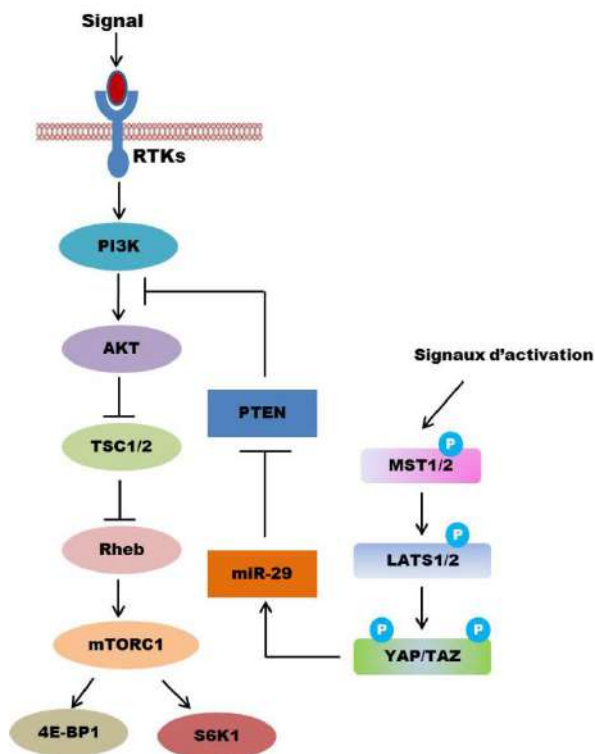 Signal
RTKs
PI3K
AKT
TSC1/2
Rheb
mTORC1
4E-BP1
S6K1
PTEN
miR-29
Signaux d'activation
P
MST1/2
P
LATS1/2
P
P
YAP/TAZ